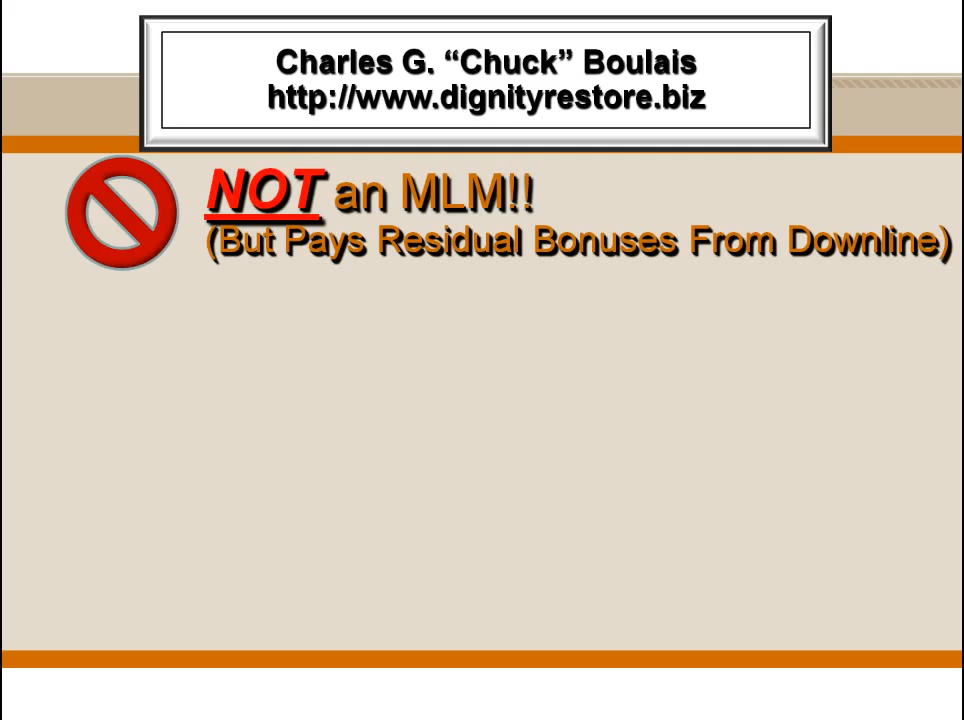 Charles G. “Chuck” Boulais
http://www.dignityrestore.biz
NOT an MLM!!
(But Pays Residual Bonuses From Downline)